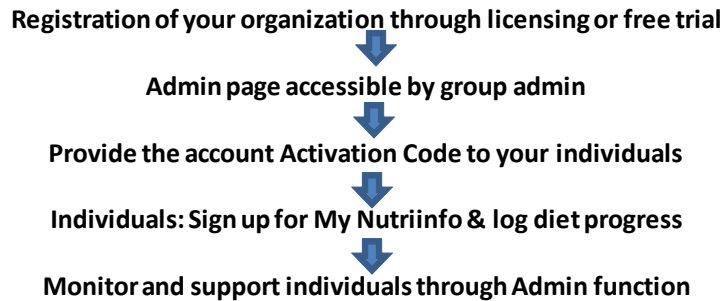 Registration of your organization through licensing or free trial
Admin page accessible by group admin
Provide the account Activation Code to your individuals
Individuals: Sign up for My Nutriinfo & log diet progress
Monitor and support individuals through Admin function